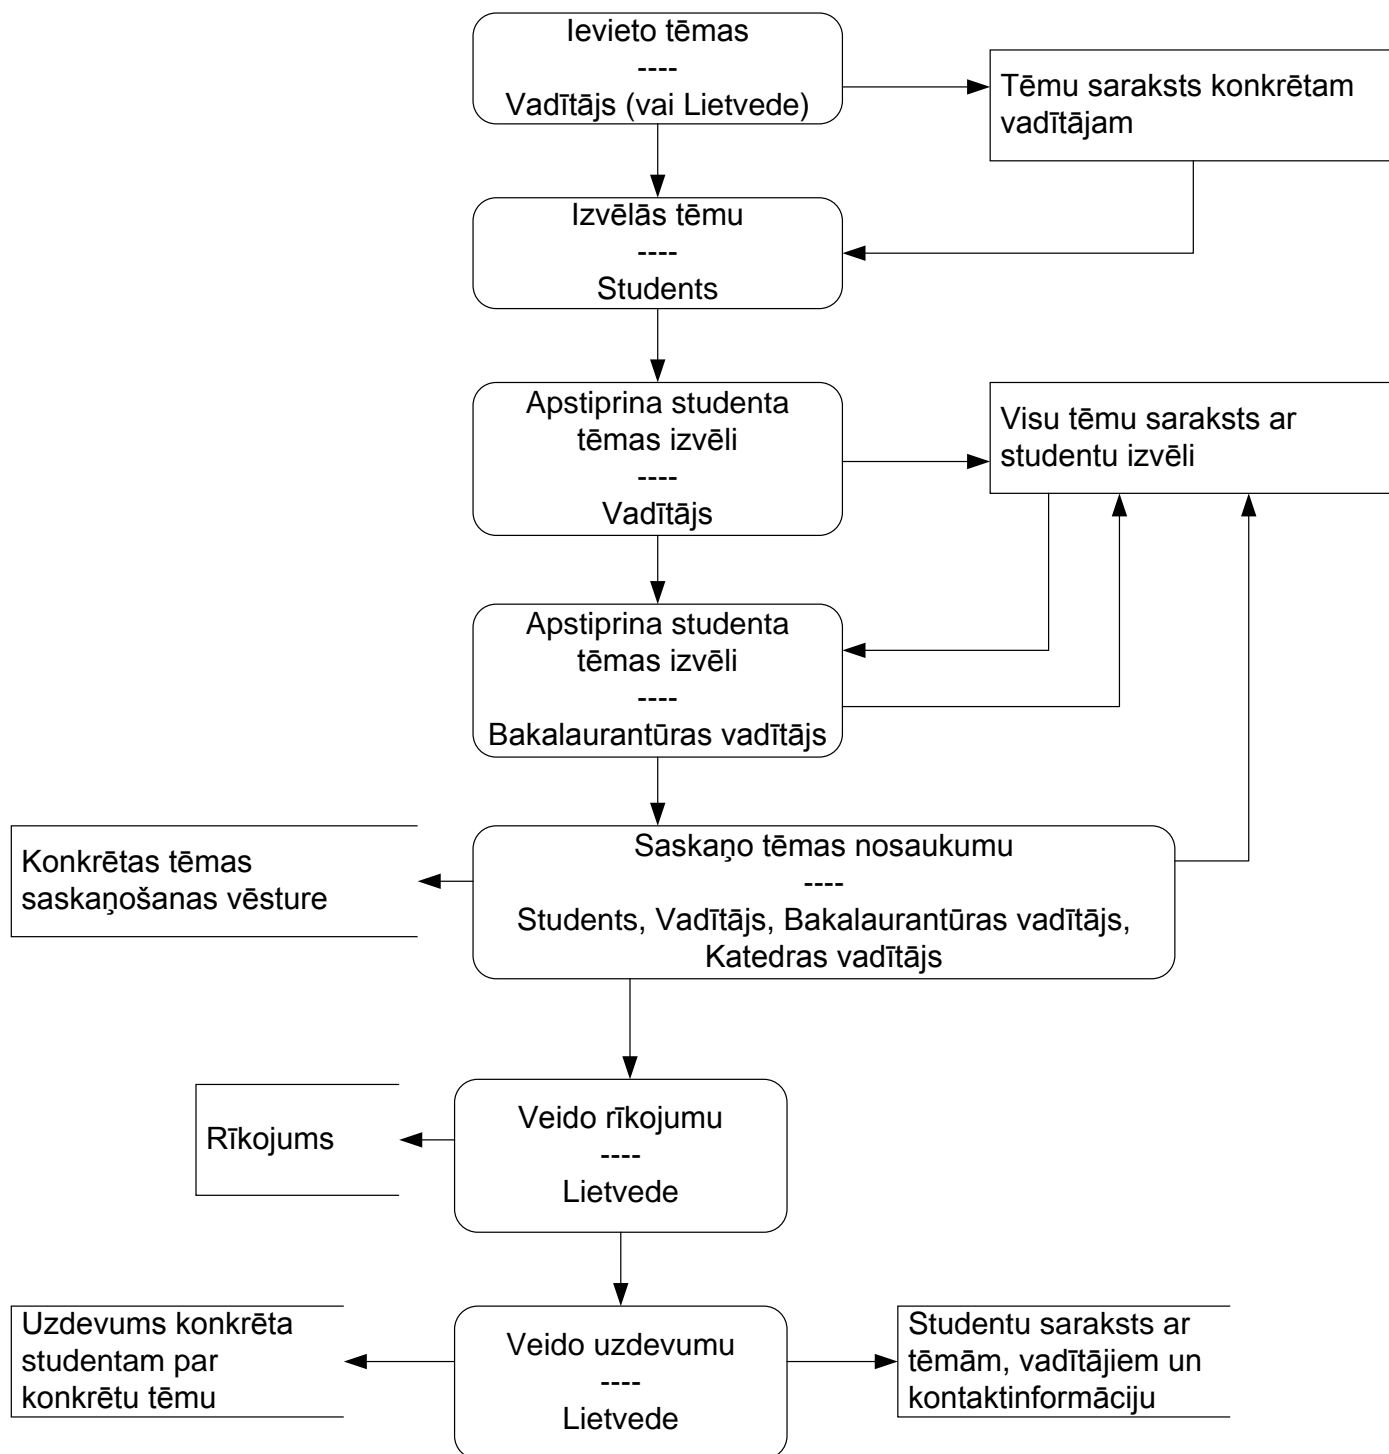 Ievieto tēmas
----
Vadītājs (vai Lietvede)
Tēmu saraksts konkrētam
vadītājam
Izvēlās tēmu
----
Students
Apstiprina studenta
tēmas izvēli
----
Vadītājs
Visu tēmu saraksts ar
studentu izvēli
Apstiprina studenta
tēmas izvēli
----
Bakalaurantūras vadītājs
Konkrētas tēmas
saskaņošanas vēsture
Saskaņo tēmas nosaukumu
----
Students, Vadītājs, Bakalaurantūras vadītājs,
Katedras vadītājs
Rīkojums
Veido rīkojumu
----
Lietvede
Uzdevums konkrēta
studentam par
konkrētu tēmu
Veido uzdevumu
----
Lietvede
Studentu saraksts ar
tēmām, vadītājiem un
kontaktinformāciju